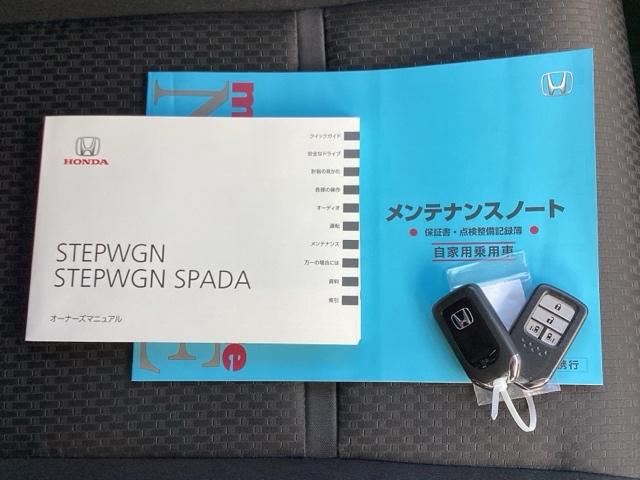 HONDA
STEPWGN
STEPWGN SPADA
オーナーズマニュアル
クイックガイド
安全なドライブ
計器の見かた
各部の操作
オーディオ
運転
メンテナンス
万一の場合には
資料
索引
メンテナンスノート
● 保証書・点検整備記録簿 ●
自家用乗用車
携行